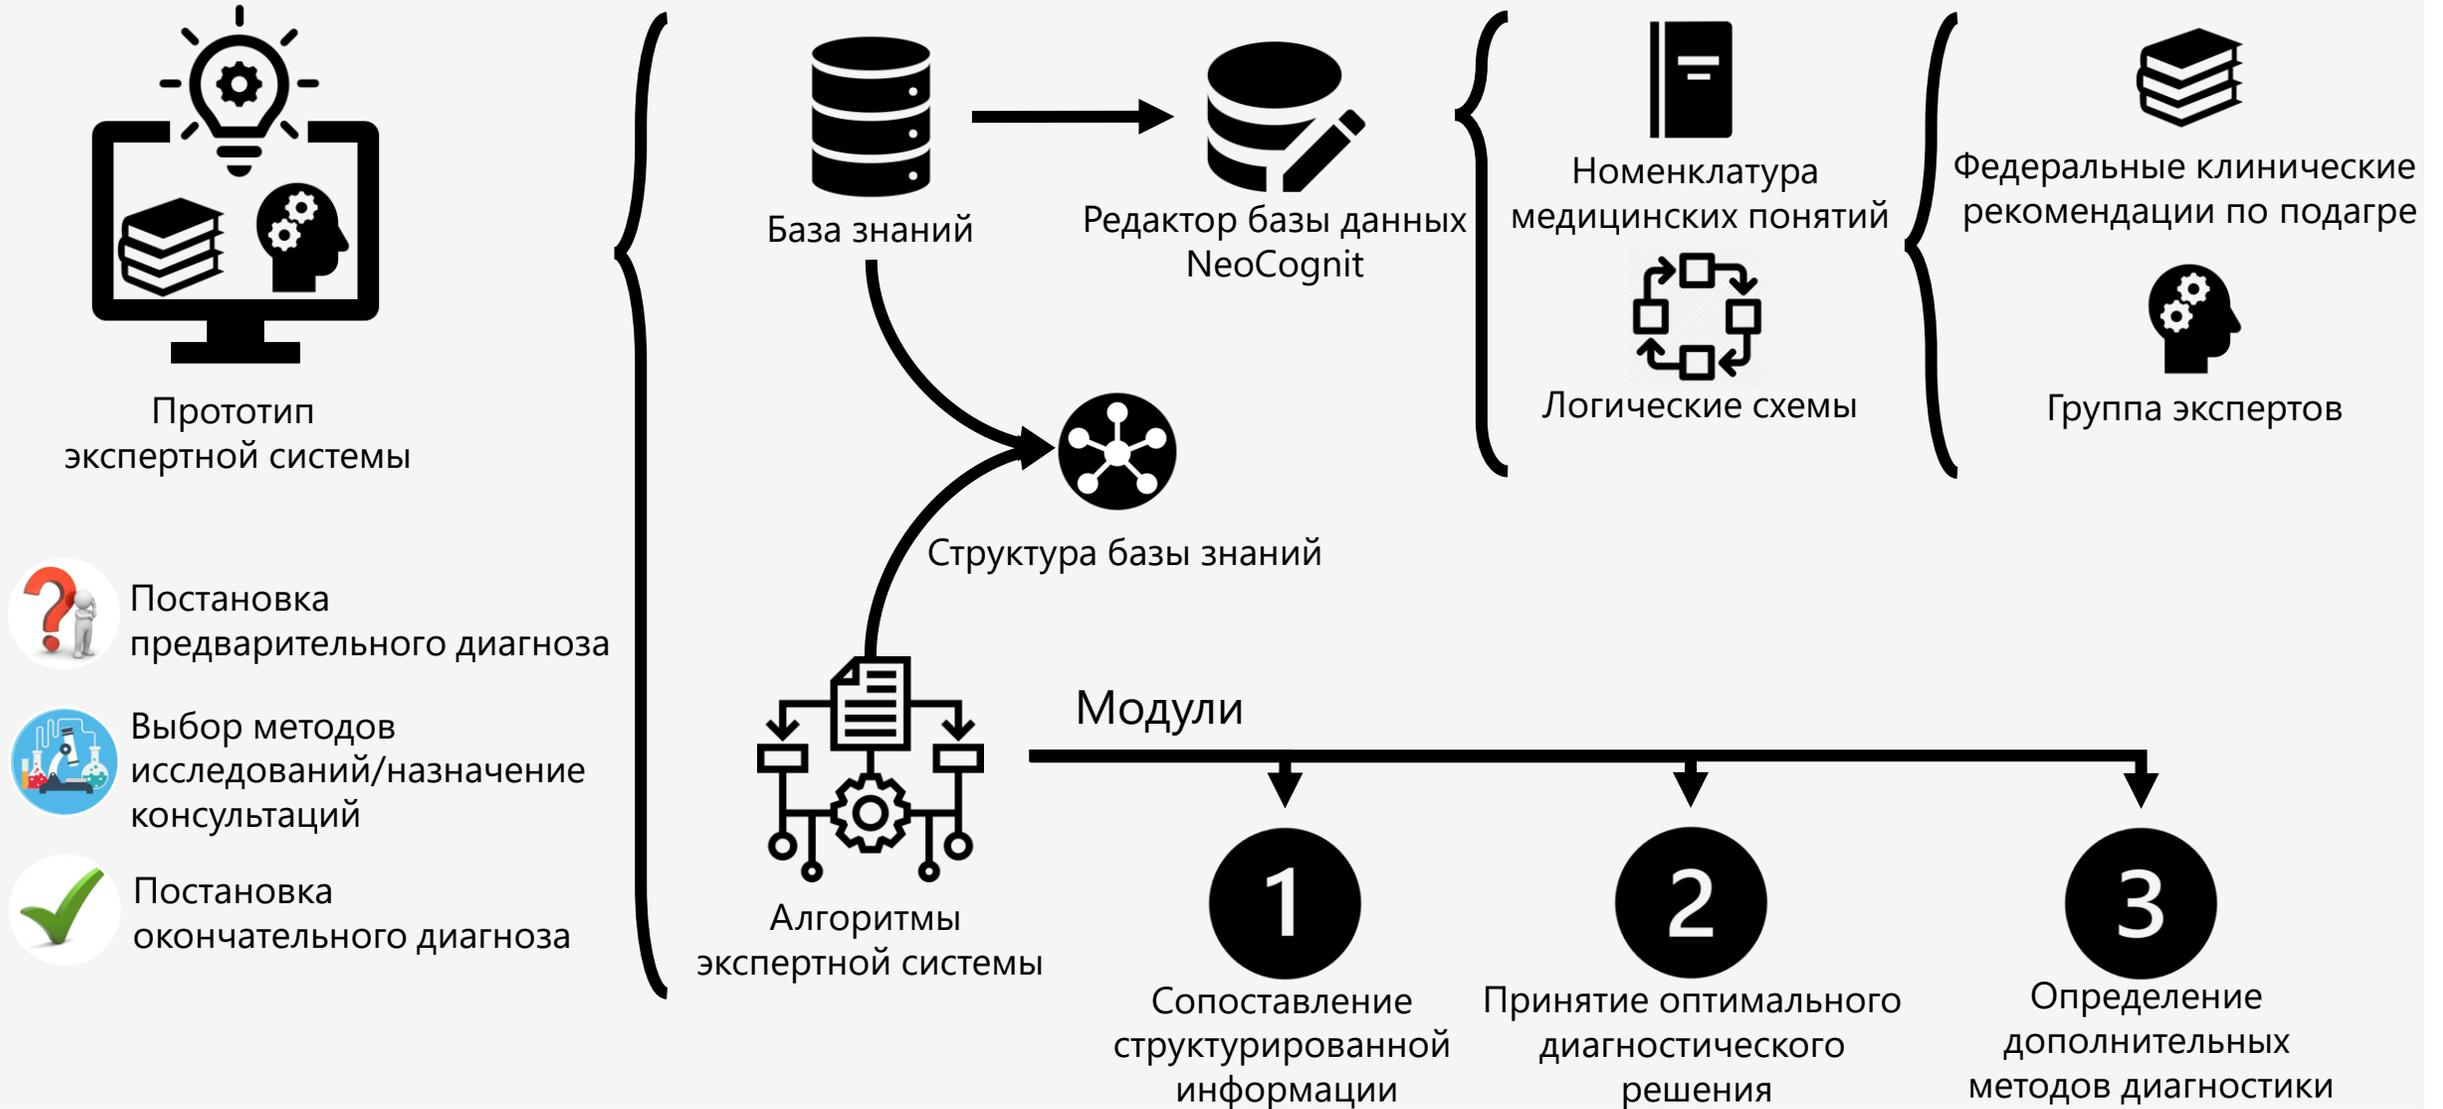 Прототип
экспертной системы
Постановка
предварительного диагноза
Выбор методов
исследований/назначение
консультаций
Постановка
окончательного диагноза
База знаний
Редактор базы данных
NeoCognit
Номенклатура
медицинских понятий
Логические схемы
Федеральные клинические
рекомендации по подагре
Группа экспертов
Структура базы знаний
Алгоритмы
экспертной системы
Модули
1
Сопоставление
структурированной
информации
2
Принятие оптимального
диагностического
решения
3
Определение
дополнительных
методов диагностики